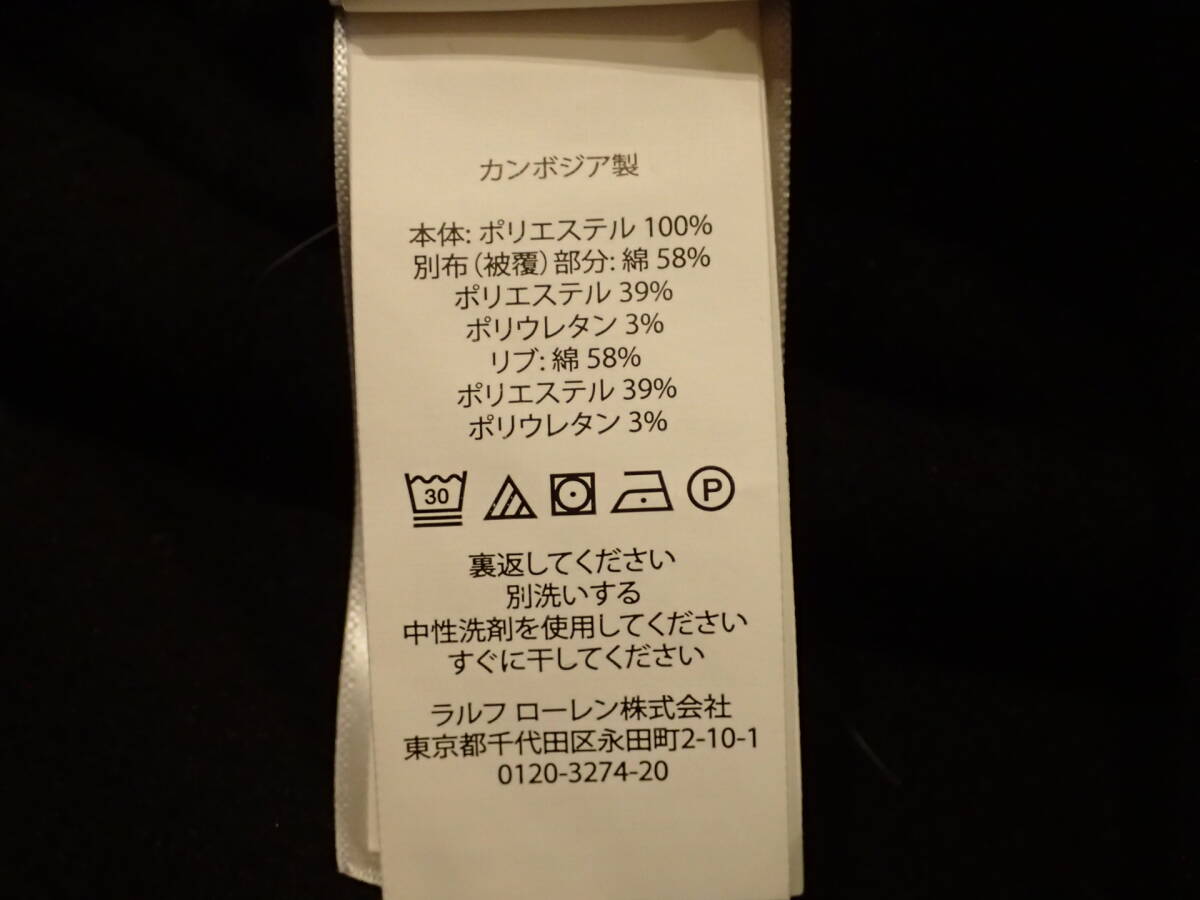 カンボジア製
本体: ポリエステル 100%
別布(被覆)部分: 綿 58%
ポリエステル 39%
ポリウレタン 3%
リブ: 綿 58%
ポリエステル 39%
ポリウレタン 3%
30 P
裏返してください
別洗いする
中性洗剤を使用してください
すぐに干してください
ラルフ ローレン株式会社
東京都千代田区永田町2-10-1
0120-3274-20